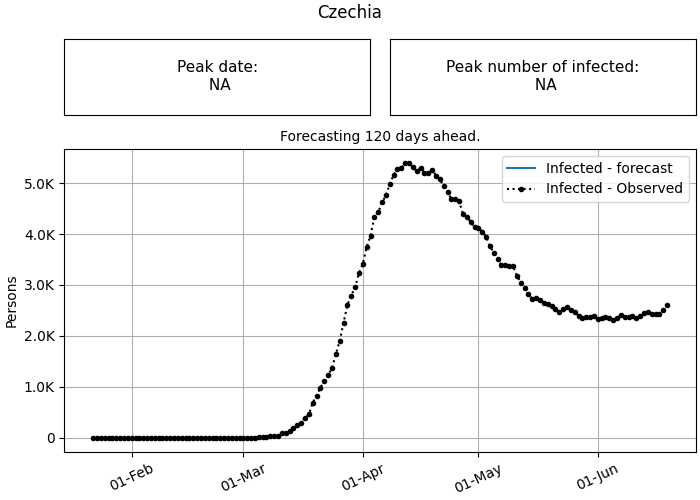 Czechia
Peak date:
NA
Peak number of infected:
NA
Forecasting 120 days ahead.
Infected - forecast
Infected - Observed
Persons
5.0K
4.0K
3.0K
2.0K
1.0K
0
01-Feb
01-Mar
01-Apr
01-May
01-Jun